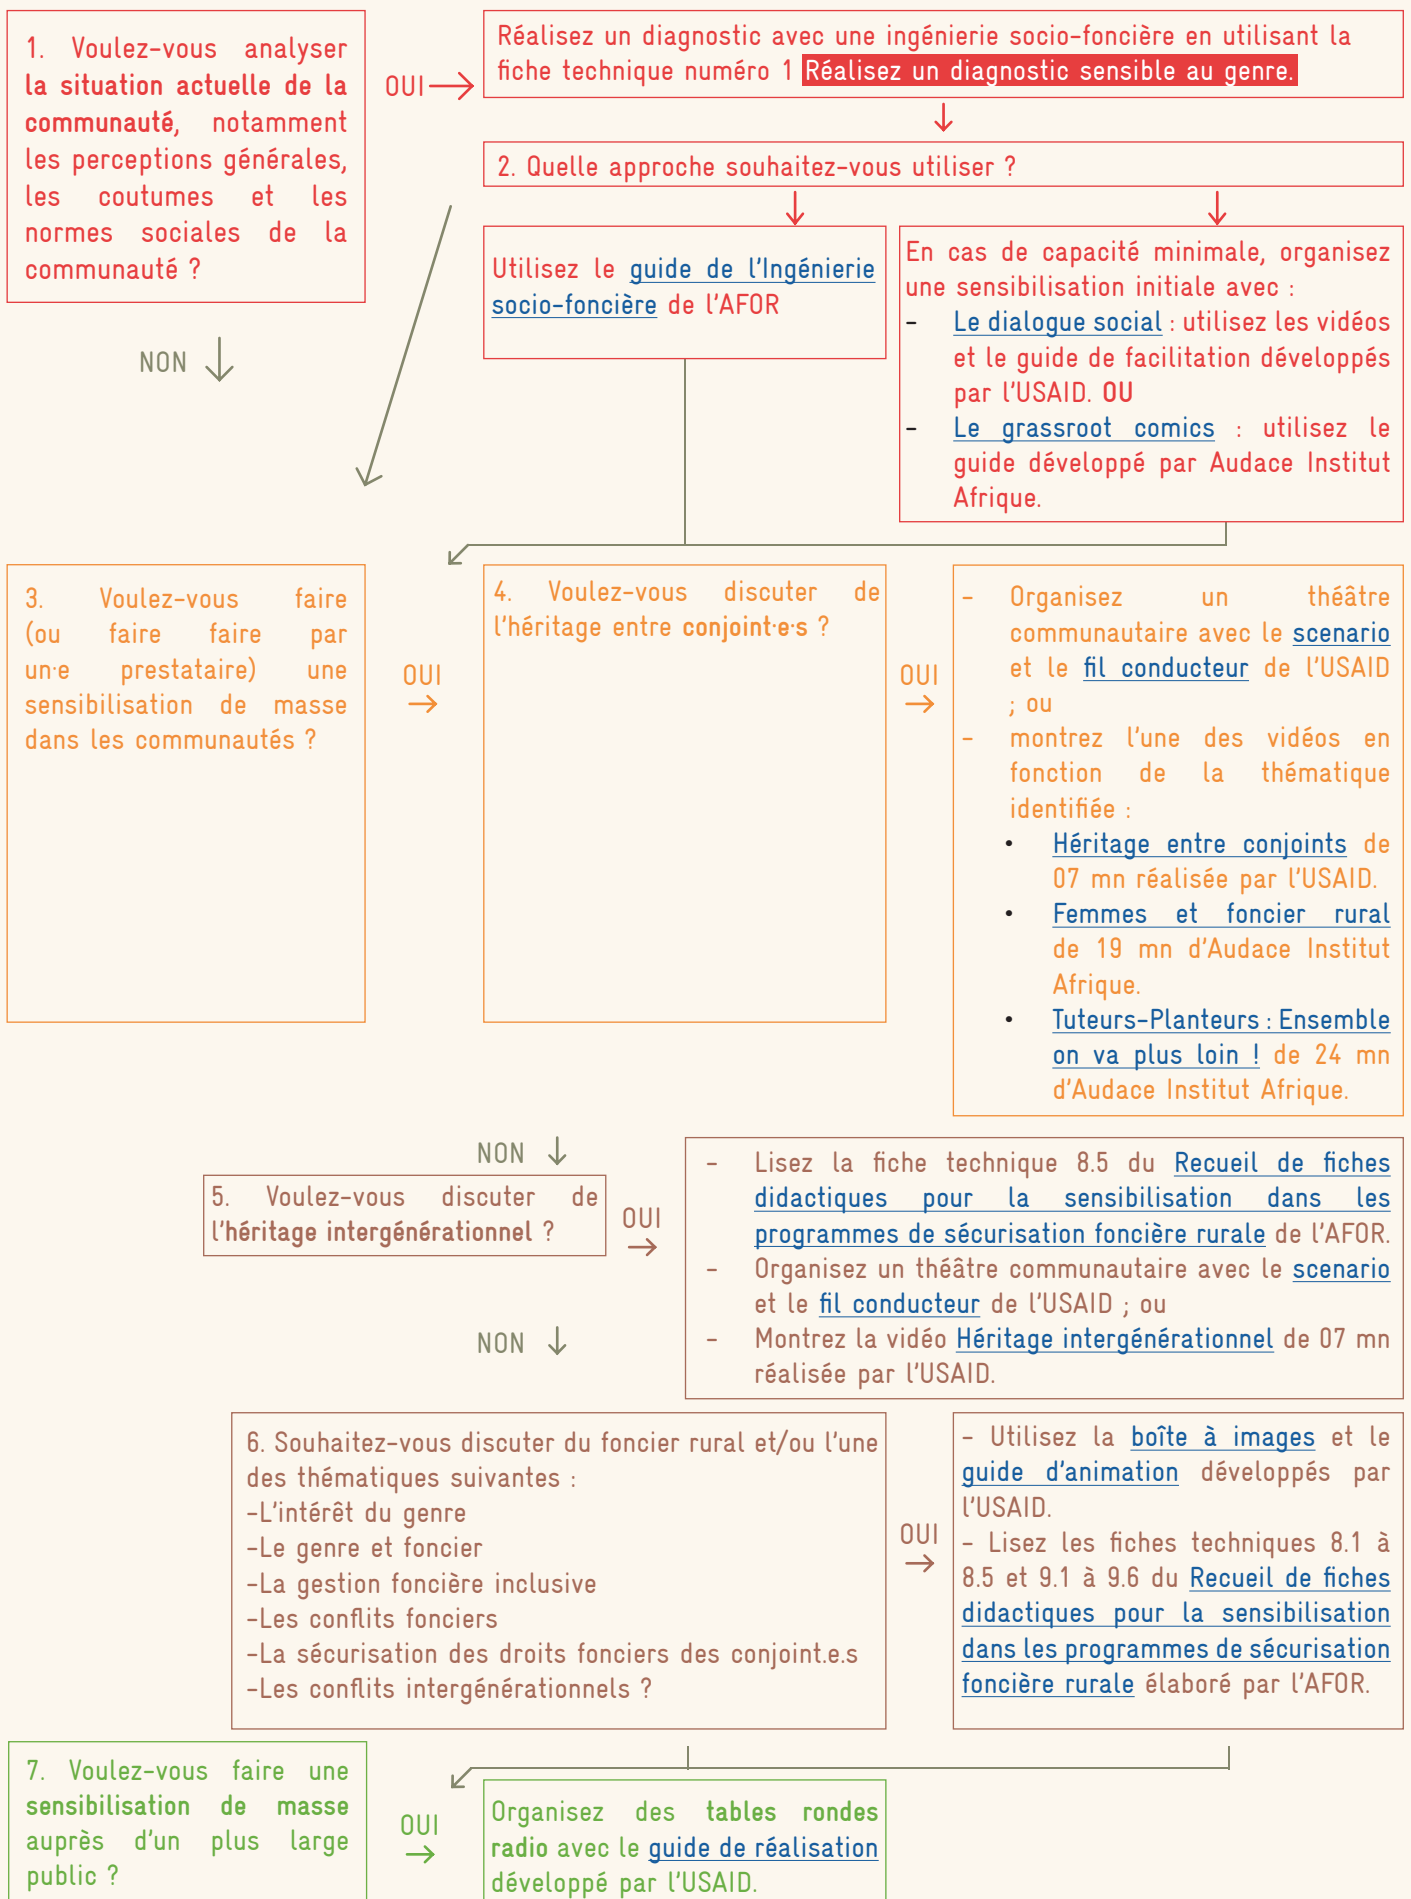 1. Voulez-vous analyser
la situation actuelle de la
communauté, notamment
les perceptions générales,
les coutumes et les
normes sociales de la
communauté ?
OUI
Réalisez un diagnostic avec une ingénierie socio-foncière en utilisant la
fiche technique numéro 1 Réalisez un diagnostic sensible au genre.
2. Quelle approche souhaitez-vous utiliser ?
Utilisez le guide de l'Ingénierie
socio-foncière de l'AFOR
En cas de capacité minimale, organisez
une sensibilisation initiale avec :
- Le dialogue social : utilisez les vidéos
et le guide de facilitation développés
par l'USAID. OU
- Le grassroot comics : utilisez le
guide développé par Audace Institut
Afrique.
NON
3. Voulez-vous faire
(ou faire faire par
un·e prestataire) une
sensibilisation de masse
dans les communautés ?
OUI
4. Voulez-vous discuter de
l'héritage entre conjoint·e·s ?
OUI
- Organisez un théâtre
communautaire avec le scenario
et le fil conducteur de l'USAID
; ou
- montrez l'une des vidéos en
fonction de la thématique
identifiée :
• Héritage entre conjoints de
07 mn réalisée par l'USAID.
• Femmes et foncier rural
de 19 mn d'Audace Institut
Afrique.
• Tuteurs-Planteurs : Ensemble
on va plus loin ! de 24 mn
d'Audace Institut Afrique.
NON
5. Voulez-vous discuter de
l'héritage intergénérationnel ?
OUI
- Lisez la fiche technique 8.5 du Recueil de fiches
didactiques pour la sensibilisation dans les
programmes de sécurisation foncière rurale de l'AFOR.
- Organisez un théâtre communautaire avec le scenario
et le fil conducteur de l'USAID ; ou
- Montrez la vidéo Héritage intergénérationnel de 07 mn
réalisée par l'USAID.
NON
6. Souhaitez-vous discuter du foncier rural et/ou l'une
des thématiques suivantes :
-L'intérêt du genre
-Le genre et foncier
-La gestion foncière inclusive
-Les conflits fonciers
-La sécurisation des droits fonciers des conjoint.e.s
-Les conflits intergénérationnels ?
OUI
- Utilisez la boîte à images et le
guide d'animation développés par
l'USAID.
- Lisez les fiches techniques 8.1 à
8.5 et 9.1 à 9.6 du Recueil de fiches
didactiques pour la sensibilisation
dans les programmes de sécurisation
foncière rurale élaboré par l'AFOR.
7. Voulez-vous faire une
sensibilisation de masse
auprès d'un plus large
public ?
OUI
Organisez des tables rondes
radio avec le guide de réalisation
développé par l'USAID.